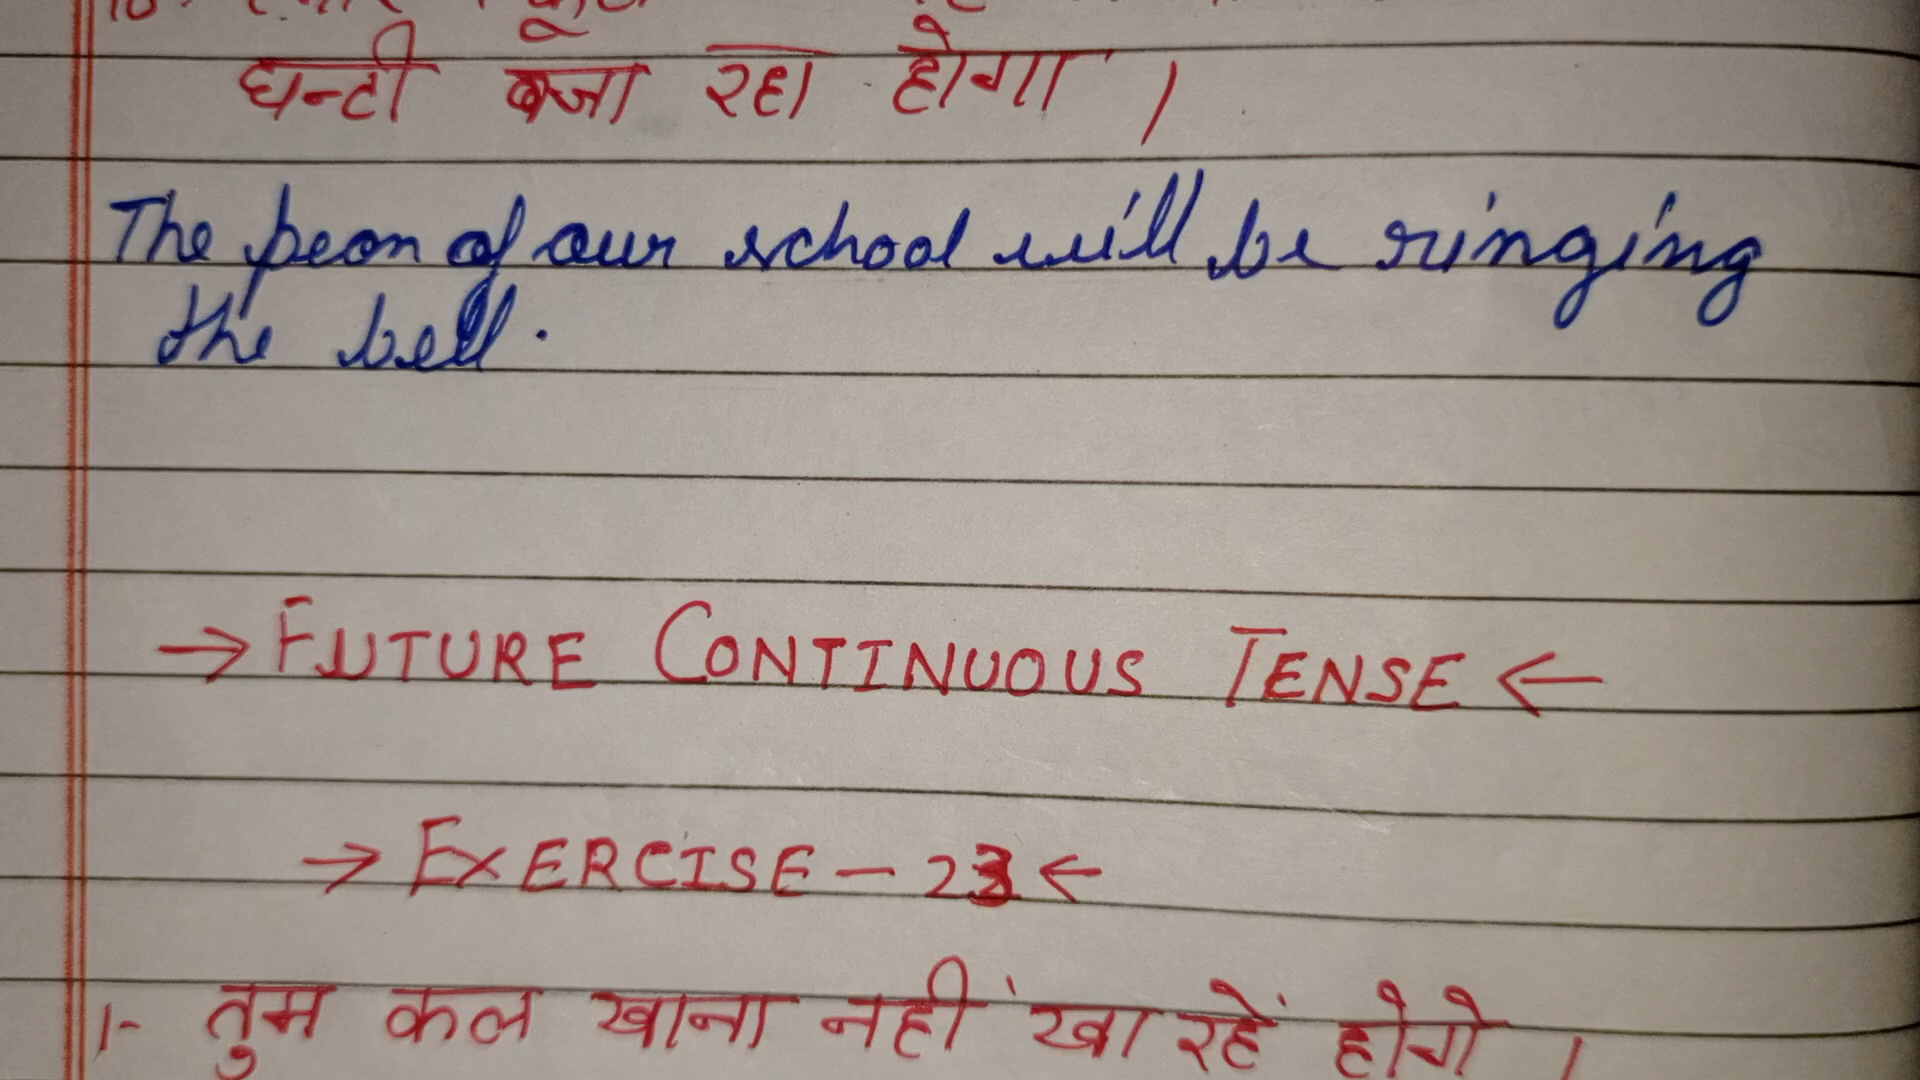 घन्टी बजा रहा होगा ।
The peon of our school will be ringing
the bell.
→ FUTURE CONTINUOUS TENSE ←
→ EXERCISE - 23 ←
1- तुम कल खाना नहीं खा रहें होगे ।